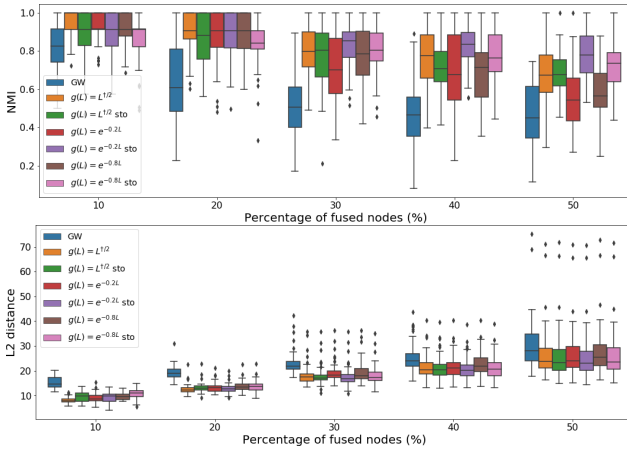 1.0
0.8
0.6
0.4
0.2
NMI
GW
g(L) = L^{†/2}
g(L) = L^{†/2} sto
g(L) = e^{−0.2L}
g(L) = e^{−0.2L} sto
g(L) = e^{−0.8L}
g(L) = e^{−0.8L} sto
10 20 30 40 50
Percentage of fused nodes (%)
70
60
50
40
30
20
10
L2 distance
GW
g(L) = L^{†/2}
g(L) = L^{†/2} sto
g(L) = e^{−0.2L}
g(L) = e^{−0.2L} sto
g(L) = e^{−0.8L}
g(L) = e^{−0.8L} sto
10 20 30 40 50
Percentage of fused nodes (%)